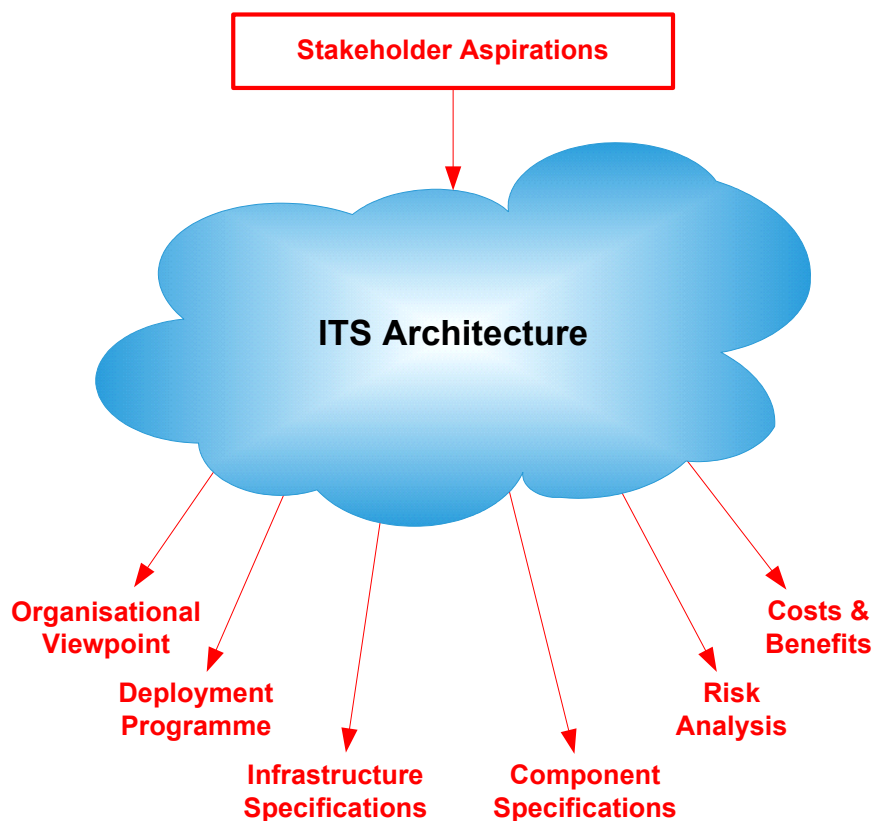 Stakeholder Aspirations
ITS Architecture
Organisational
Viewpoint
Deployment
Programme
Infrastructure
Specifications
Component
Specifications
Risk
Analysis
Costs &
Benefits